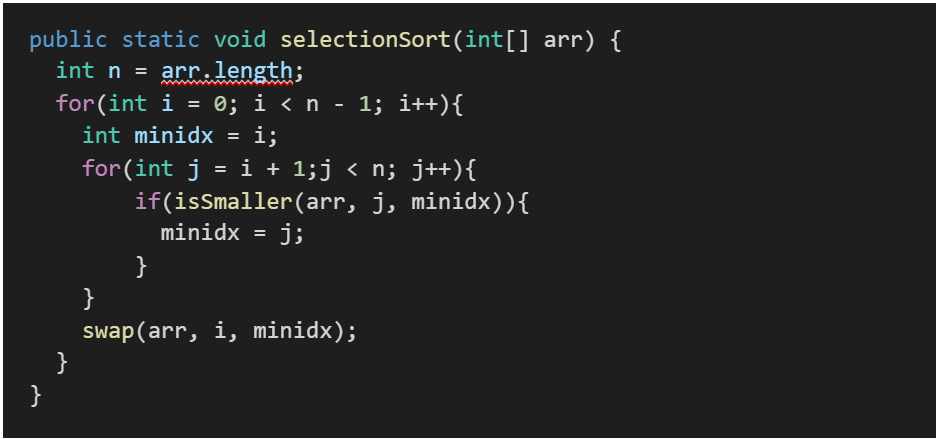 public static void selectionSort(int[] arr) {
  int n = arr.length;
  for(int i = 0; i < n - 1; i++){
    int minidx = i;
    for(int j = i + 1;j < n; j++){
        if(isSmaller(arr, j, minidx)){
          minidx = j;
        }
    }
    swap(arr, i, minidx);
  }
}